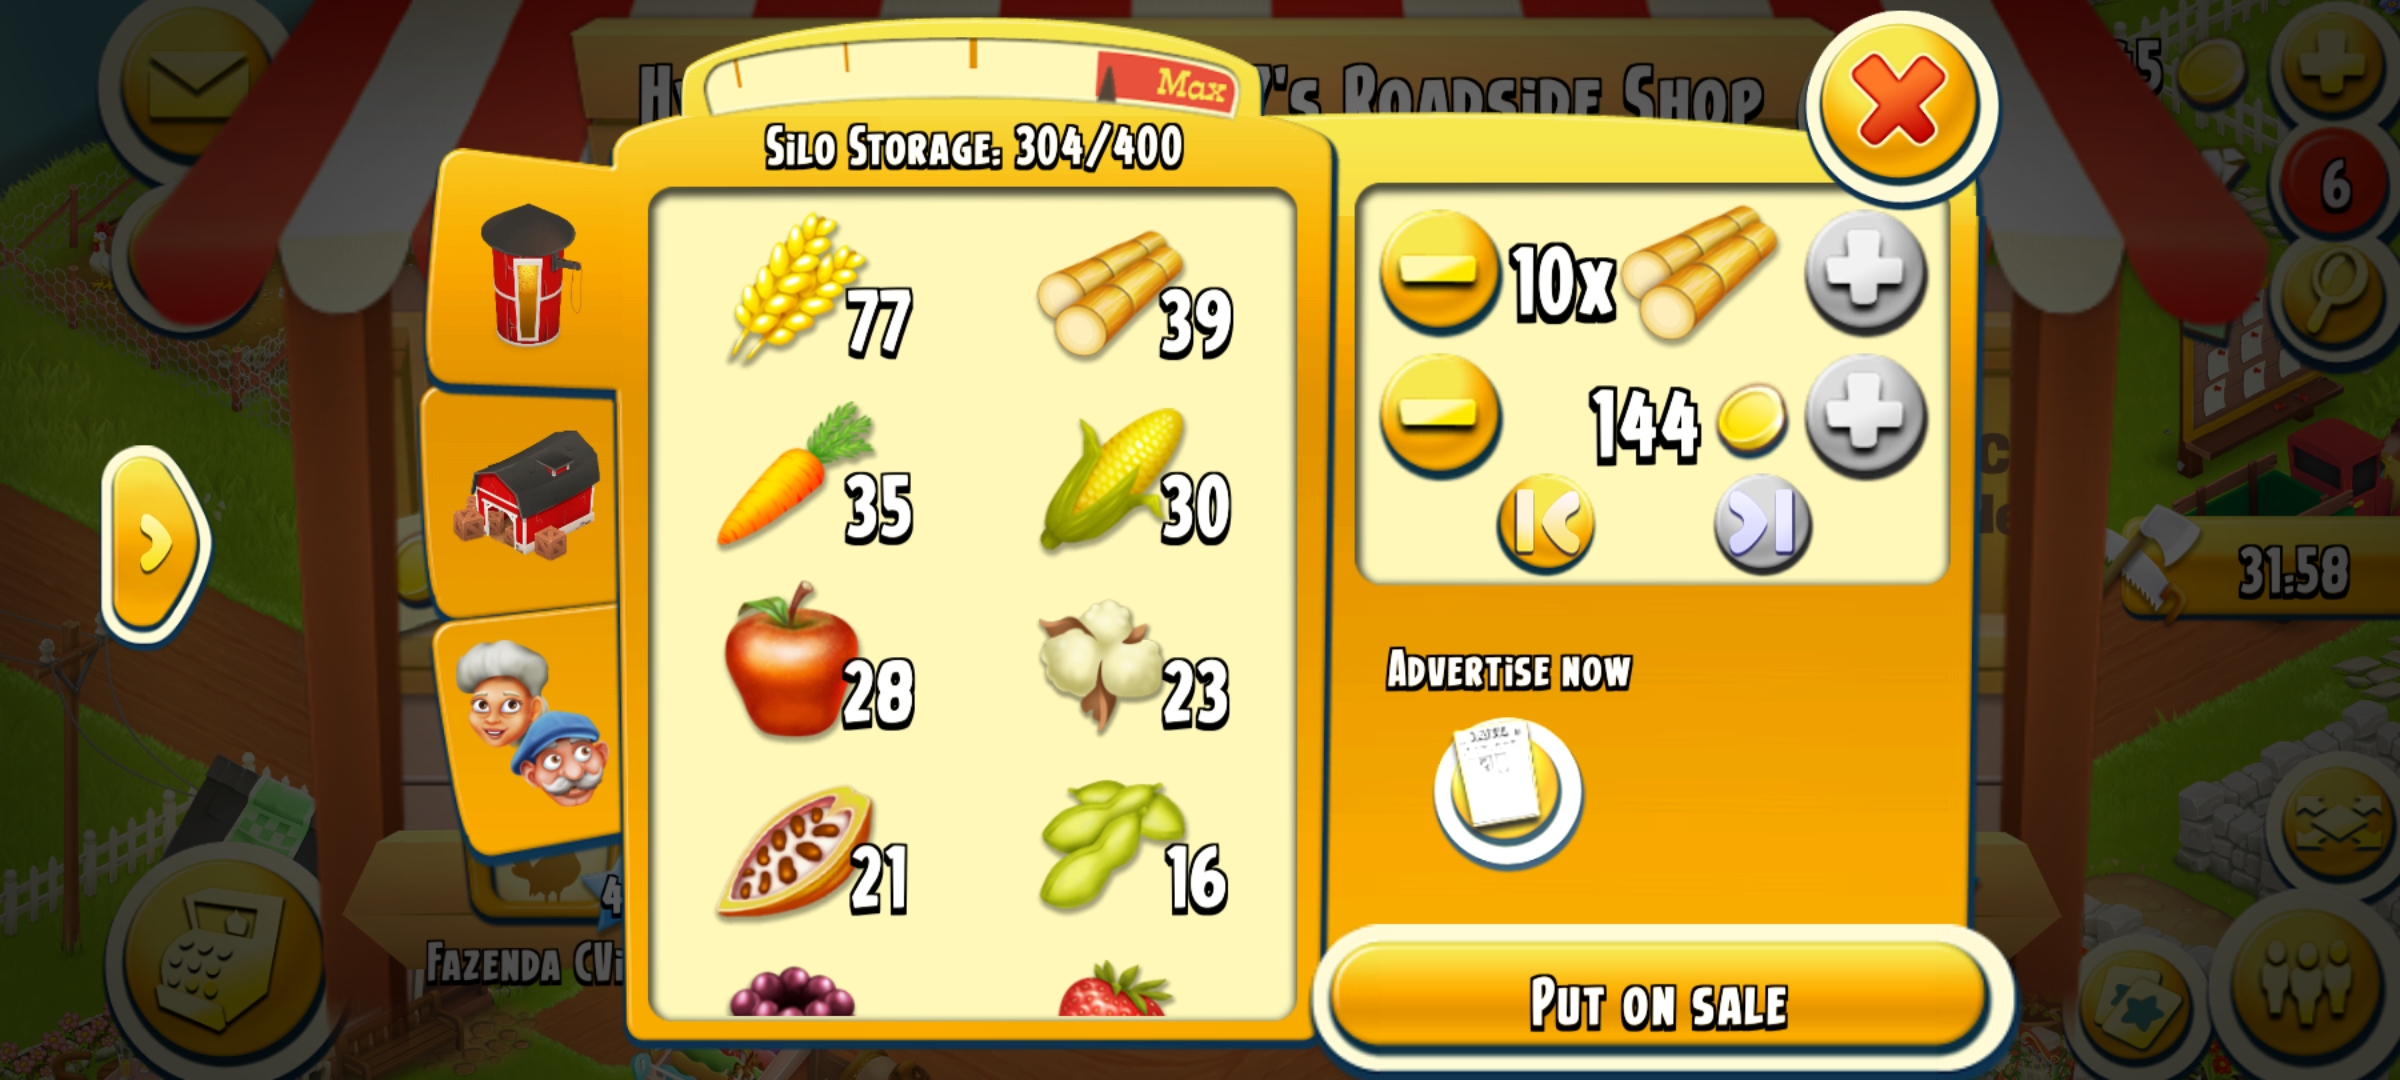 'S ROADSIDE SHOP
Max
SILO STORAGE: 304/400
77
39
10x
35
30
144
28
23
21
16
ADVERTISE NOW
PUT ON SALE
6
31:58
FAZENDA